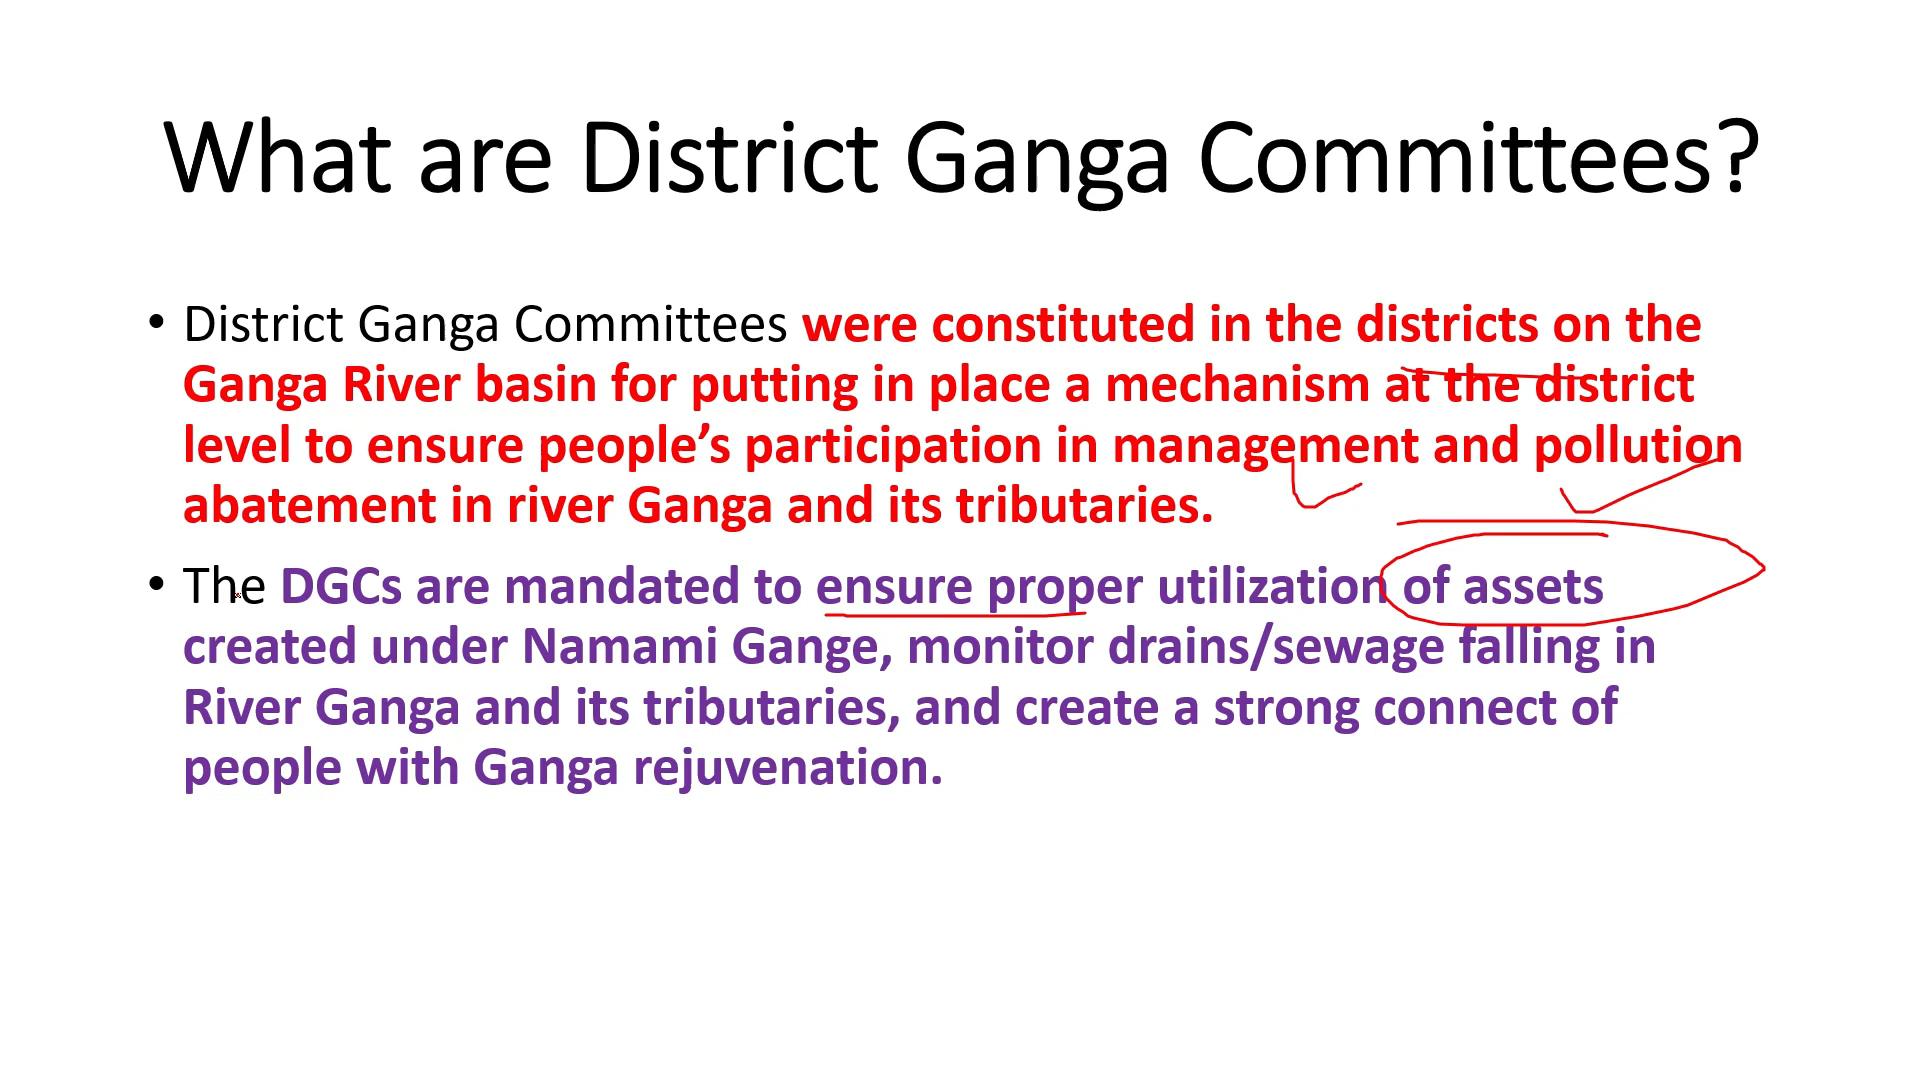 What are District Ganga Committees?
• District Ganga Committees were constituted in the districts on the
Ganga River basin for putting in place a mechanism at the district
level to ensure people’s participation in management and pollution
abatement in river Ganga and its tributaries.
• The DGCs are mandated to ensure proper utilization of assets
created under Namami Gange, monitor drains/sewage falling in
River Ganga and its tributaries, and create a strong connect of
people with Ganga rejuvenation.